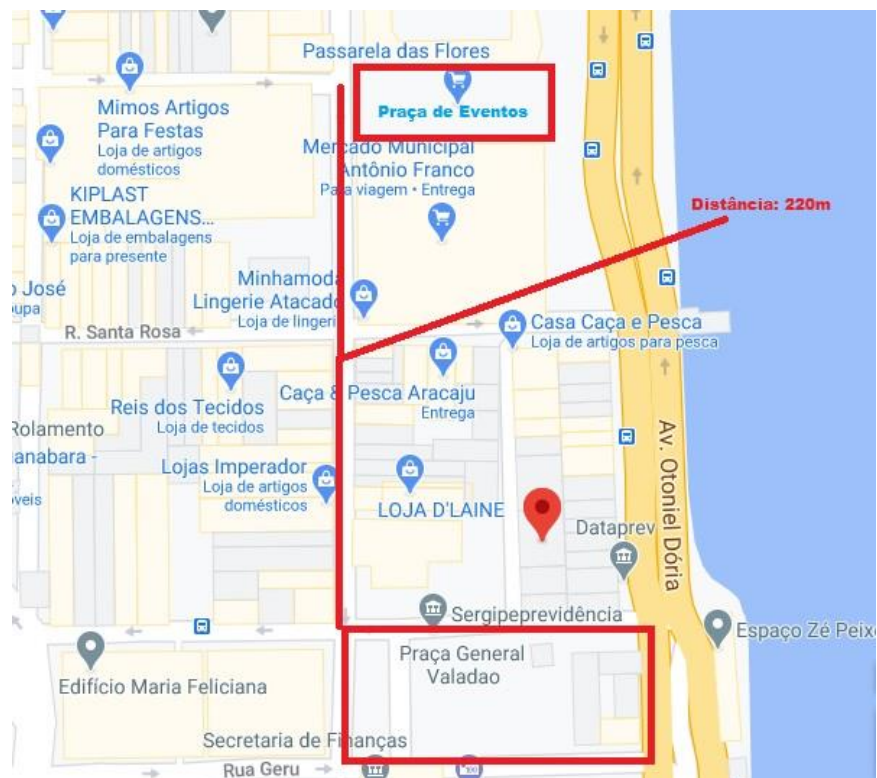 Passarela das Flores
Praça de Eventos
Mimos Artigos
Para Festas
Loja de artigos
domésticos
Mercado Municipal
Antônio Franco
Para viagem • Entrega
KIPLAST
EMBALAGENS...
Loja de embalagens
para presente
Distância: 220m
José
oupa
Minhamoda
Lingerie Atacado
Loja de lingeri
R. Santa Rosa
Casa Caça e Pesca
Loja de artigos para pesca
Caça & Pesca Aracaju
Entrega
Reis dos Tecidos
Loja de tecidos
Rolamento
anabara -
óveis
Lojas Imperador
Loja de artigos
domésticos
LOJA D'LAINE
Dataprev
Av. Otoniel Dória
Sergipeprevidência
Espaço Zé Peixe
Praça General
Valadao
Edifício Maria Feliciana
Secretaria de Finanças
Rua Geru